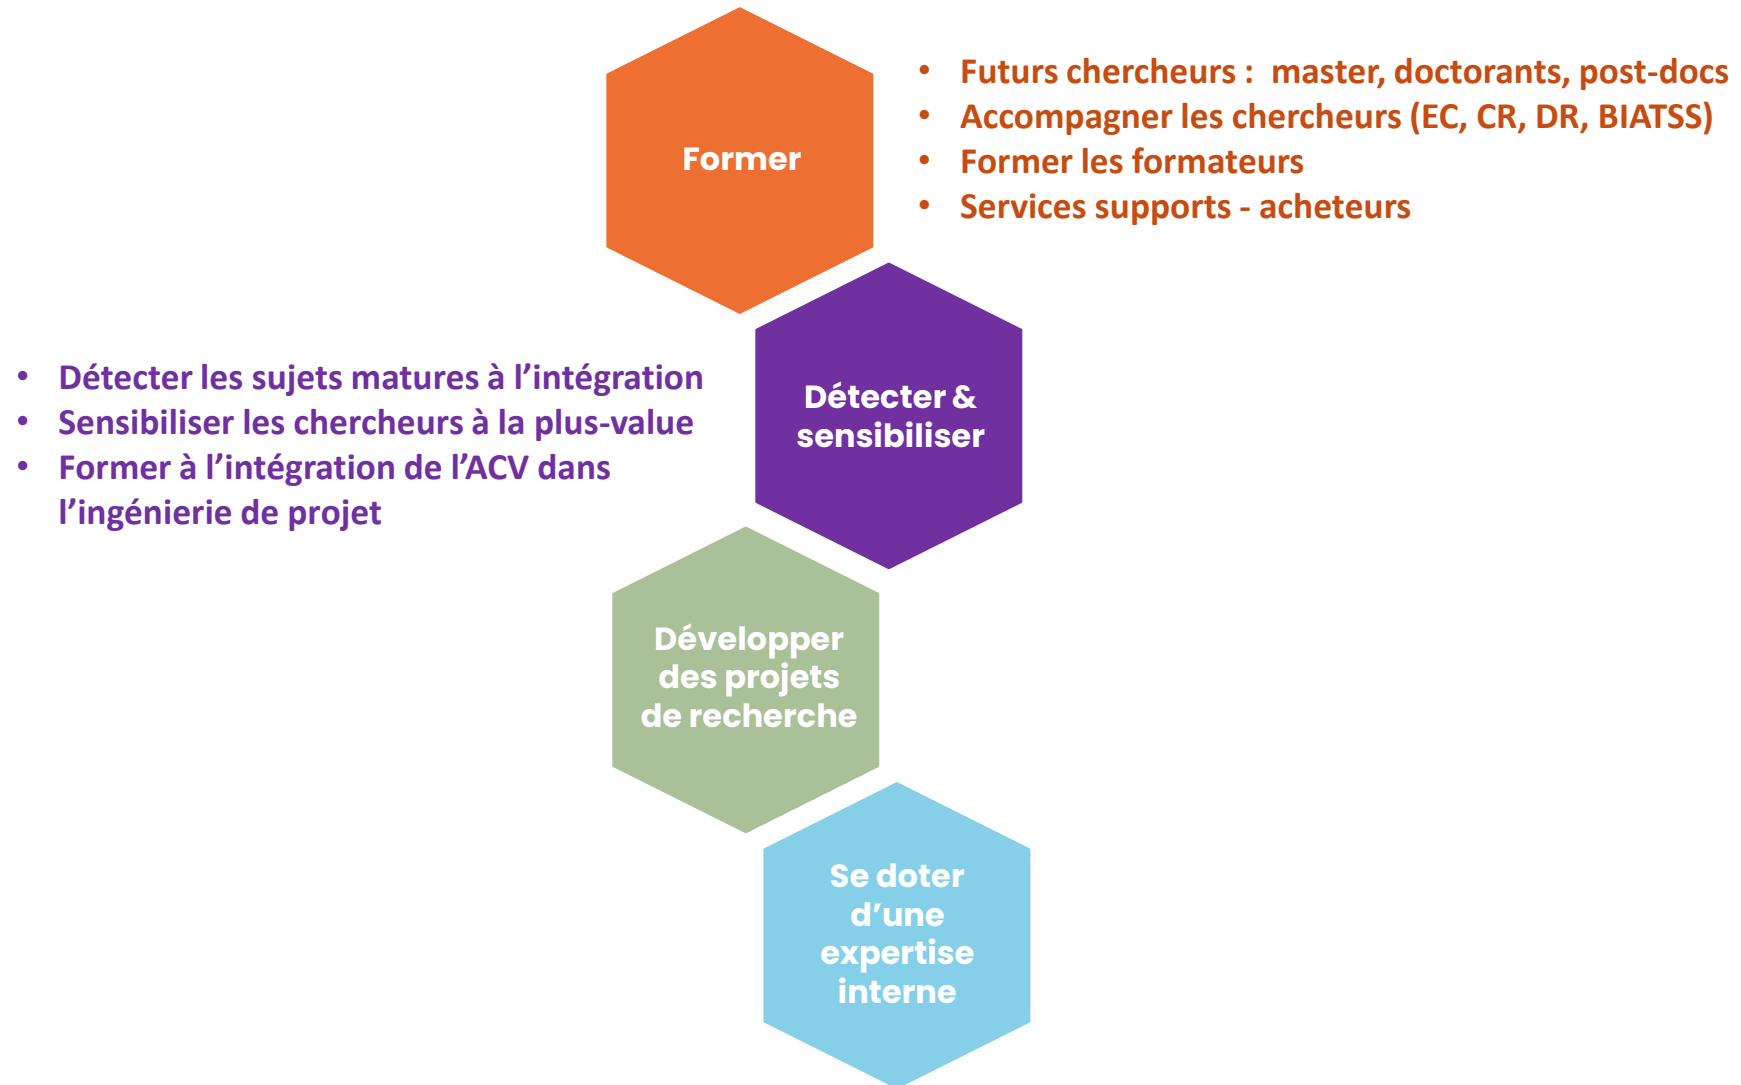 Former
• Futurs chercheurs :  master, doctorants, post-docs
• Accompagner les chercheurs (EC, CR, DR, BIATSS)
• Former les formateurs
• Services supports - acheteurs
Détecter &
sensibiliser
• Détecter les sujets matures à l’intégration
• Sensibiliser les chercheurs à la plus-value
• Former à l’intégration de l’ACV dans
l’ingénierie de projet
Développer
des projets
de recherche
Se doter
d’une
expertise
interne